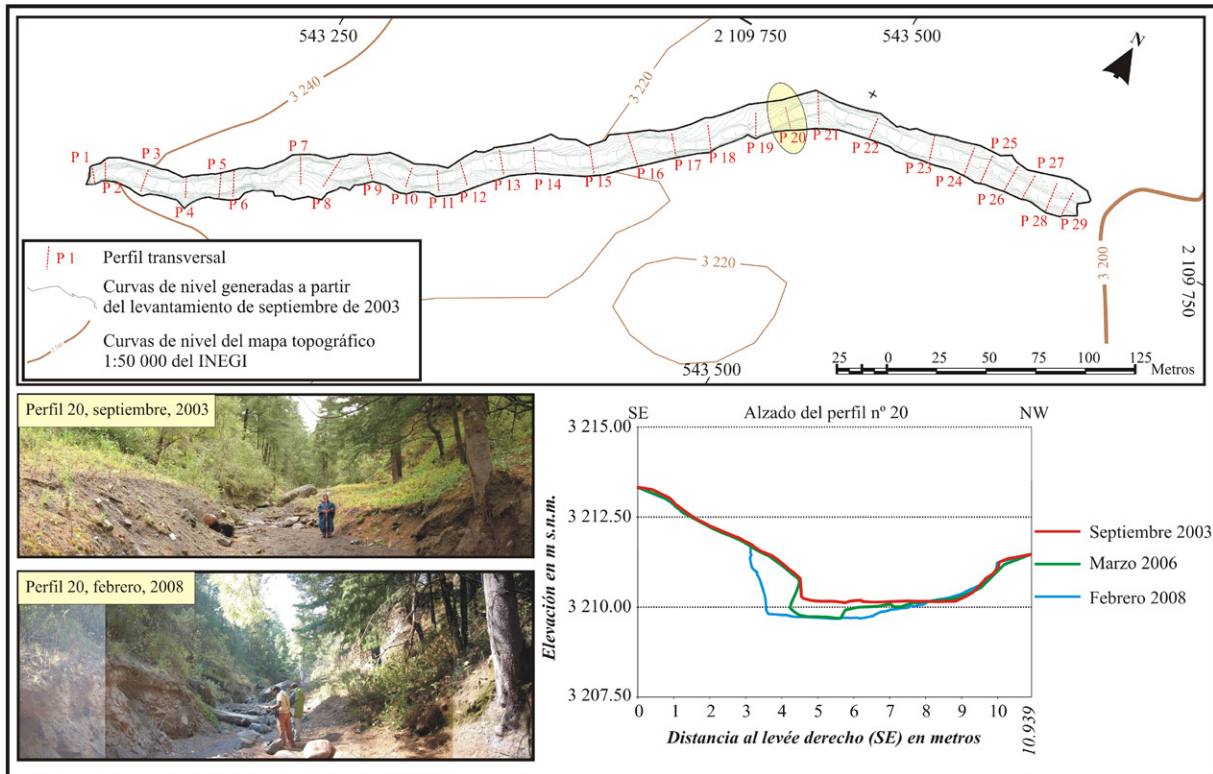 543 250
2 109 750
543 500
N
3 240
3 220
P 1
P 2
P 3
P 4
P 5
P 6
P 7
P 8
P 9
P 10
P 11
P 12
P 13
P 14
P 15
P 16
P 17
P 18
P 19
P 20
P 21
P 22
P 23
P 24
P 25
P 26
P 27
P 28
P 29
3 220
3 200
2 109 750
543 500
P 1 Perfil transversal
Curvas de nivel generadas a partir
del levantamiento de septiembre de 2003
Curvas de nivel del mapa topográfico
1:50 000 del INEGI
25 0 25 50 75 100 125
Metros
Perfil 20, septiembre, 2003
Perfil 20, febrero, 2008
SE Alzado del perfil nº 20 NW
Elevación en m s.n.m.
3 215.00
3 212.50
3 210.00
3 207.50
0 1 2 3 4 5 6 7 8 9 10 10.939
Distancia al levée derecho (SE) en metros
Septiembre 2003
Marzo 2006
Febrero 2008